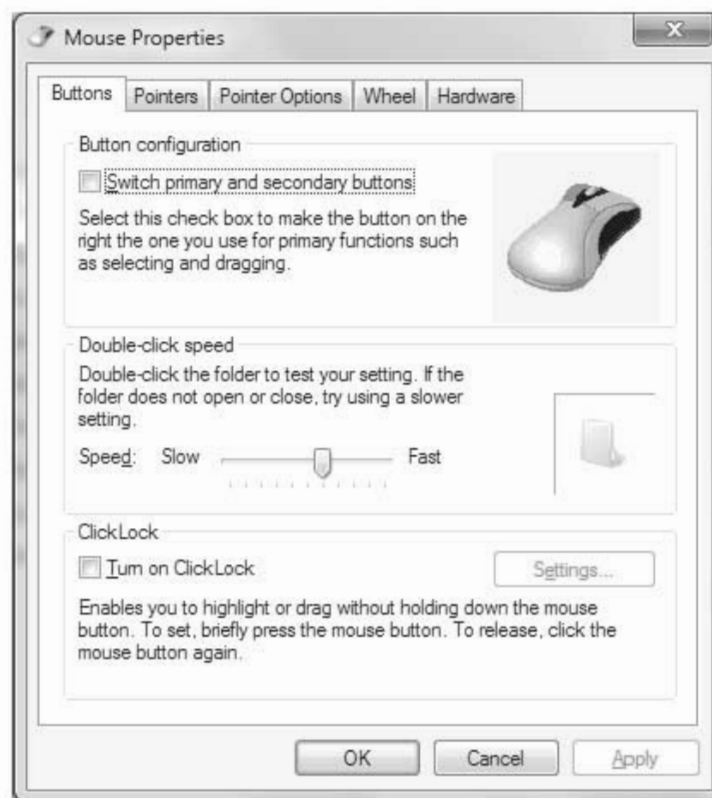 Mouse Properties
Buttons Pointers Pointer Options Wheel Hardware
Button configuration
Switch primary and secondary buttons
Select this check box to make the button on the
right the one you use for primary functions such
as selecting and dragging.
Double-click speed
Double-click the folder to test your setting. If the
folder does not open or close, try using a slower
setting.
Speed: Slow Fast
ClickLock
Turn on ClickLock
Settings...
Enables you to highlight or drag without holding down the mouse
button. To set, briefly press the mouse button. To release, click the
mouse button again.
OK Cancel Apply